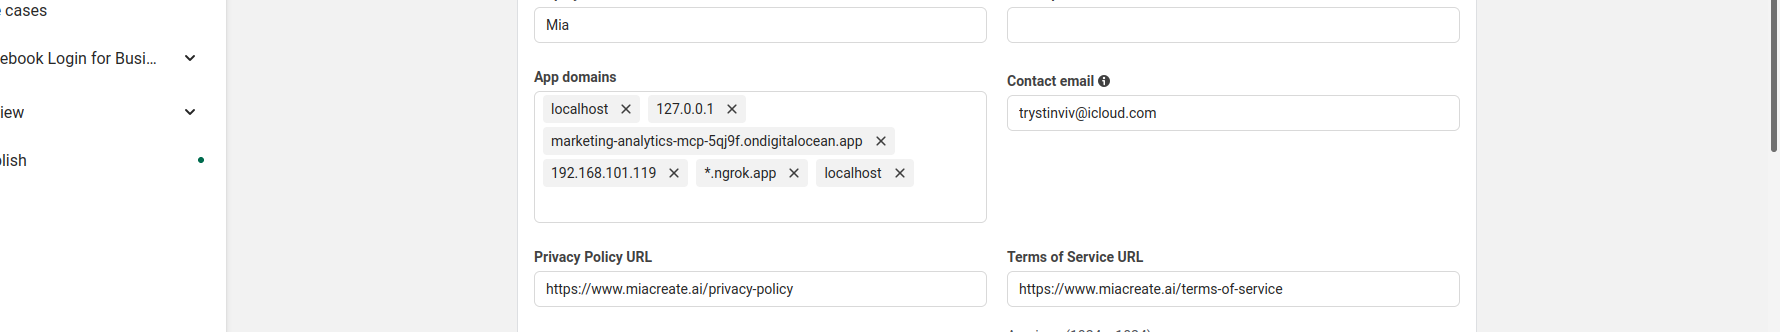 cases
ebook Login for Busi...
iew
plish
Mia
App domains
localhost
127.0.0.1
marketing-analytics-mcp-5qj9f.ondigitalocean.app
192.168.101.119
*.ngrok.app
localhost
Contact email
trystinviv@icloud.com
Privacy Policy URL
https://www.miacreate.ai/privacy-policy
Terms of Service URL
https://www.miacreate.ai/terms-of-service